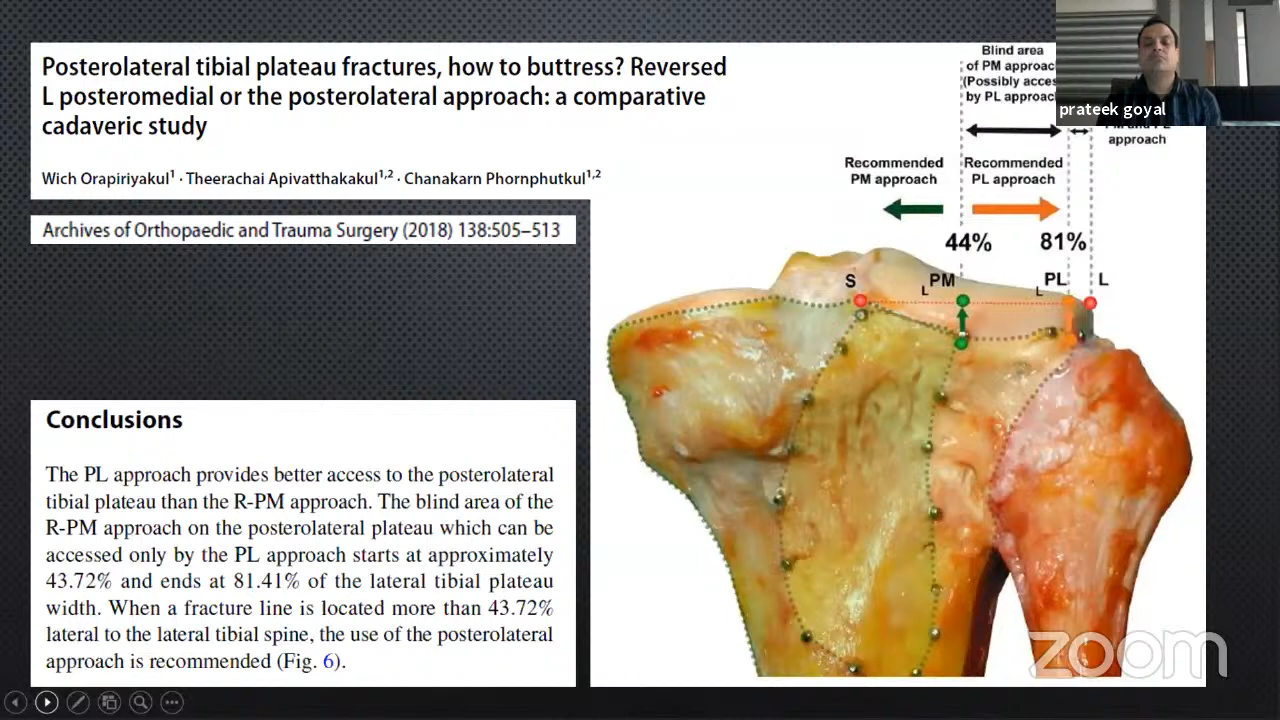 Posterolateral tibial plateau fractures, how to buttress? Reversed
L posteromedial or the posterolateral approach: a comparative
cadaveric study
Wich Orapiriyakul¹ · Theerachai Apivatthakakul¹,² · Chanakarn Phornphutkul¹,²
Archives of Orthopaedic and Trauma Surgery (2018) 138:505–513
Conclusions
The PL approach provides better access to the posterolateral
tibial plateau than the R-PM approach. The blind area of the
R-PM approach on the posterolateral plateau which can be
accessed only by the PL approach starts at approximately
43.72% and ends at 81.41% of the lateral tibial plateau
width. When a fracture line is located more than 43.72%
lateral to the lateral tibial spine, the use of the posterolateral
approach is recommended (Fig. 6).
Blind area
of PM approach
(Possibly acces
by PL approach
prateek goyal
approach
Recommended
PM approach
Recommended
PL approach
44%
81%
S
LPM
LPL
L
zoom